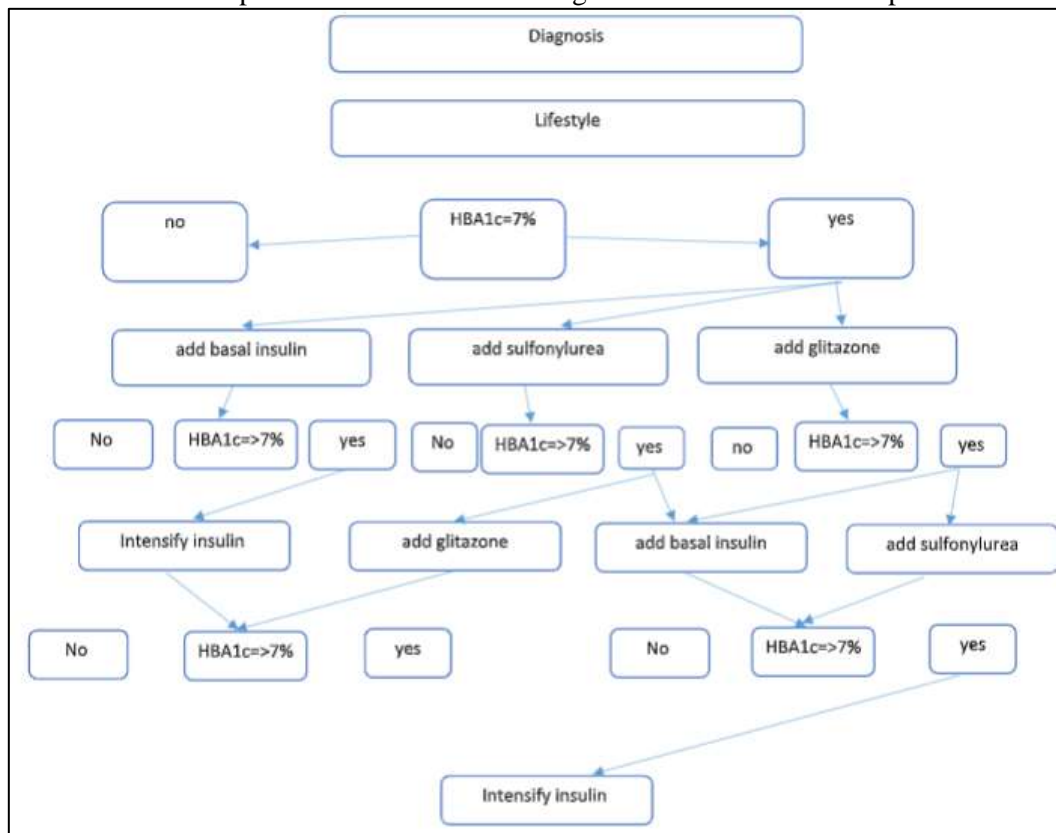 Diagnosis
Lifestyle
no
HBA1c=7%
yes
add basal insulin
add sulfonylurea
add glitazone
No
HBA1c=>7%
yes
No
HBA1c=>7%
yes
no
HBA1c=>7%
yes
Intensify insulin
add glitazone
add basal insulin
add sulfonylurea
No
HBA1c=>7%
yes
No
HBA1c=>7%
yes
Intensify insulin